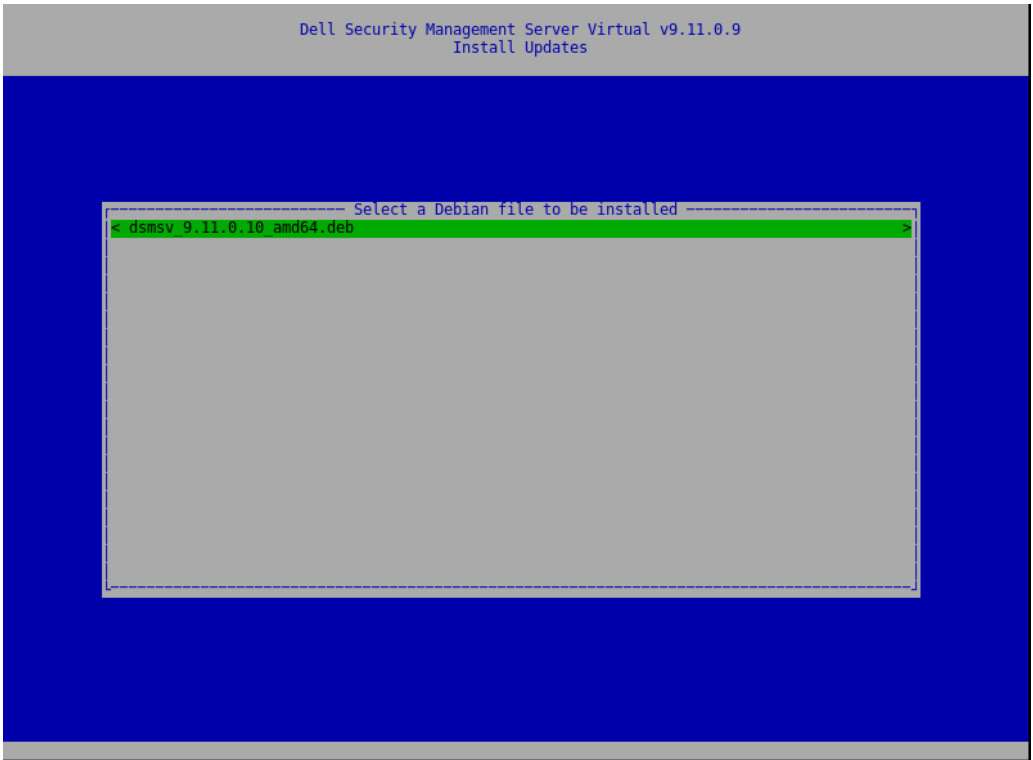 Dell Security Management Server Virtual v9.11.0.9
Install Updates
Select a Debian file to be installed
< dsmsv_9.11.0.10_amd64.deb >